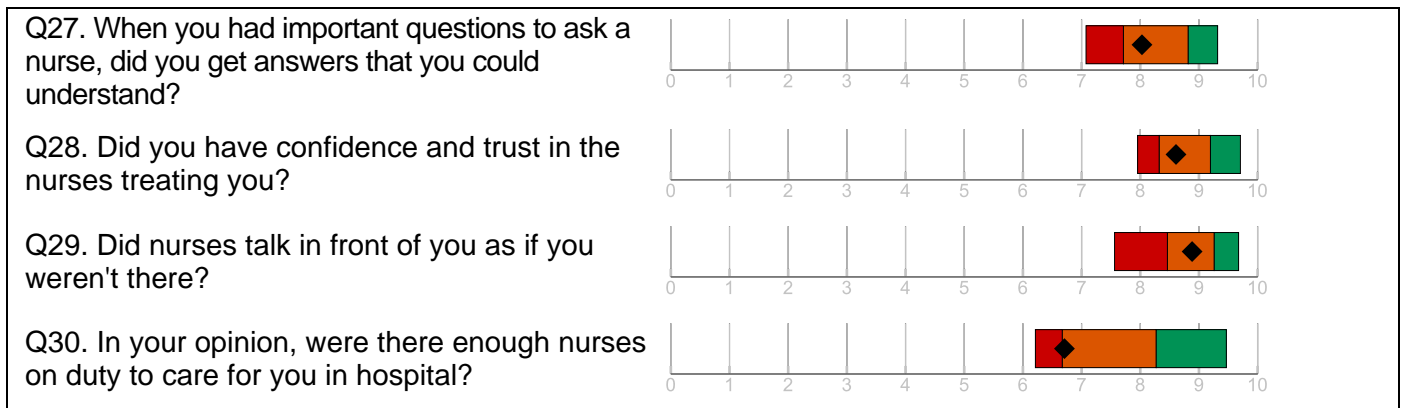 Q27. When you had important questions to ask a
nurse, did you get answers that you could
understand?
0 1 2 3 4 5 6 7 8 9 10
Q28. Did you have confidence and trust in the
nurses treating you?
0 1 2 3 4 5 6 7 8 9 10
Q29. Did nurses talk in front of you as if you
weren't there?
0 1 2 3 4 5 6 7 8 9 10
Q30. In your opinion, were there enough nurses
on duty to care for you in hospital?
0 1 2 3 4 5 6 7 8 9 10